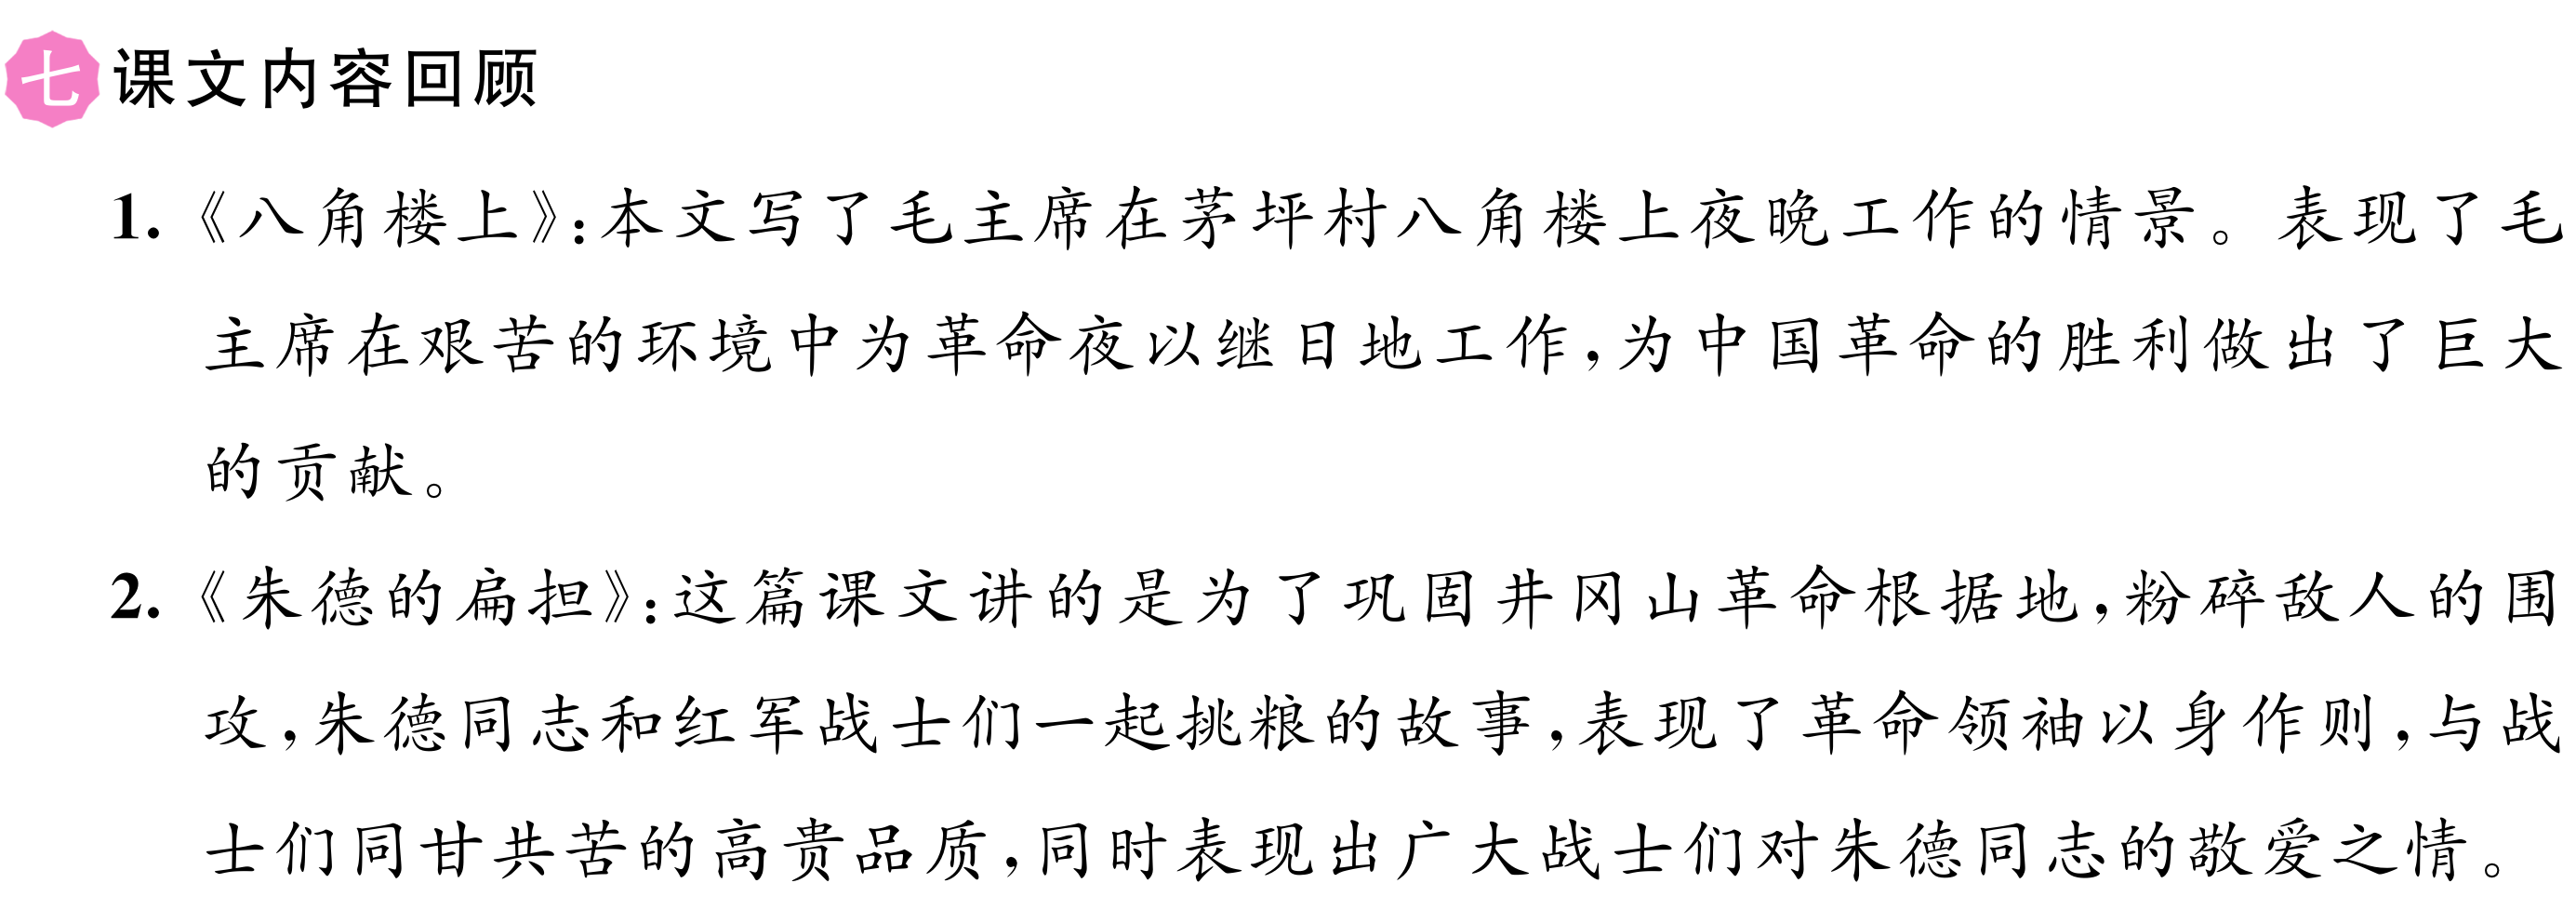 七 课文内容回顾
1.《八角楼上》:本文写了毛主席在茅坪村八角楼上夜晚工作的情景。表现了毛
主席在艰苦的环境中为革命夜以继日地工作,为中国革命的胜利做出了巨大
的贡献。
2.《朱德的扁担》:这篇课文讲的是为了巩固井冈山革命根据地,粉碎敌人的围
攻,朱德同志和红军战士们一起挑粮的故事,表现了革命领袖以身作则,与战
士们同甘共苦的高贵品质,同时表现出广大战士们对朱德同志的敬爱之情。